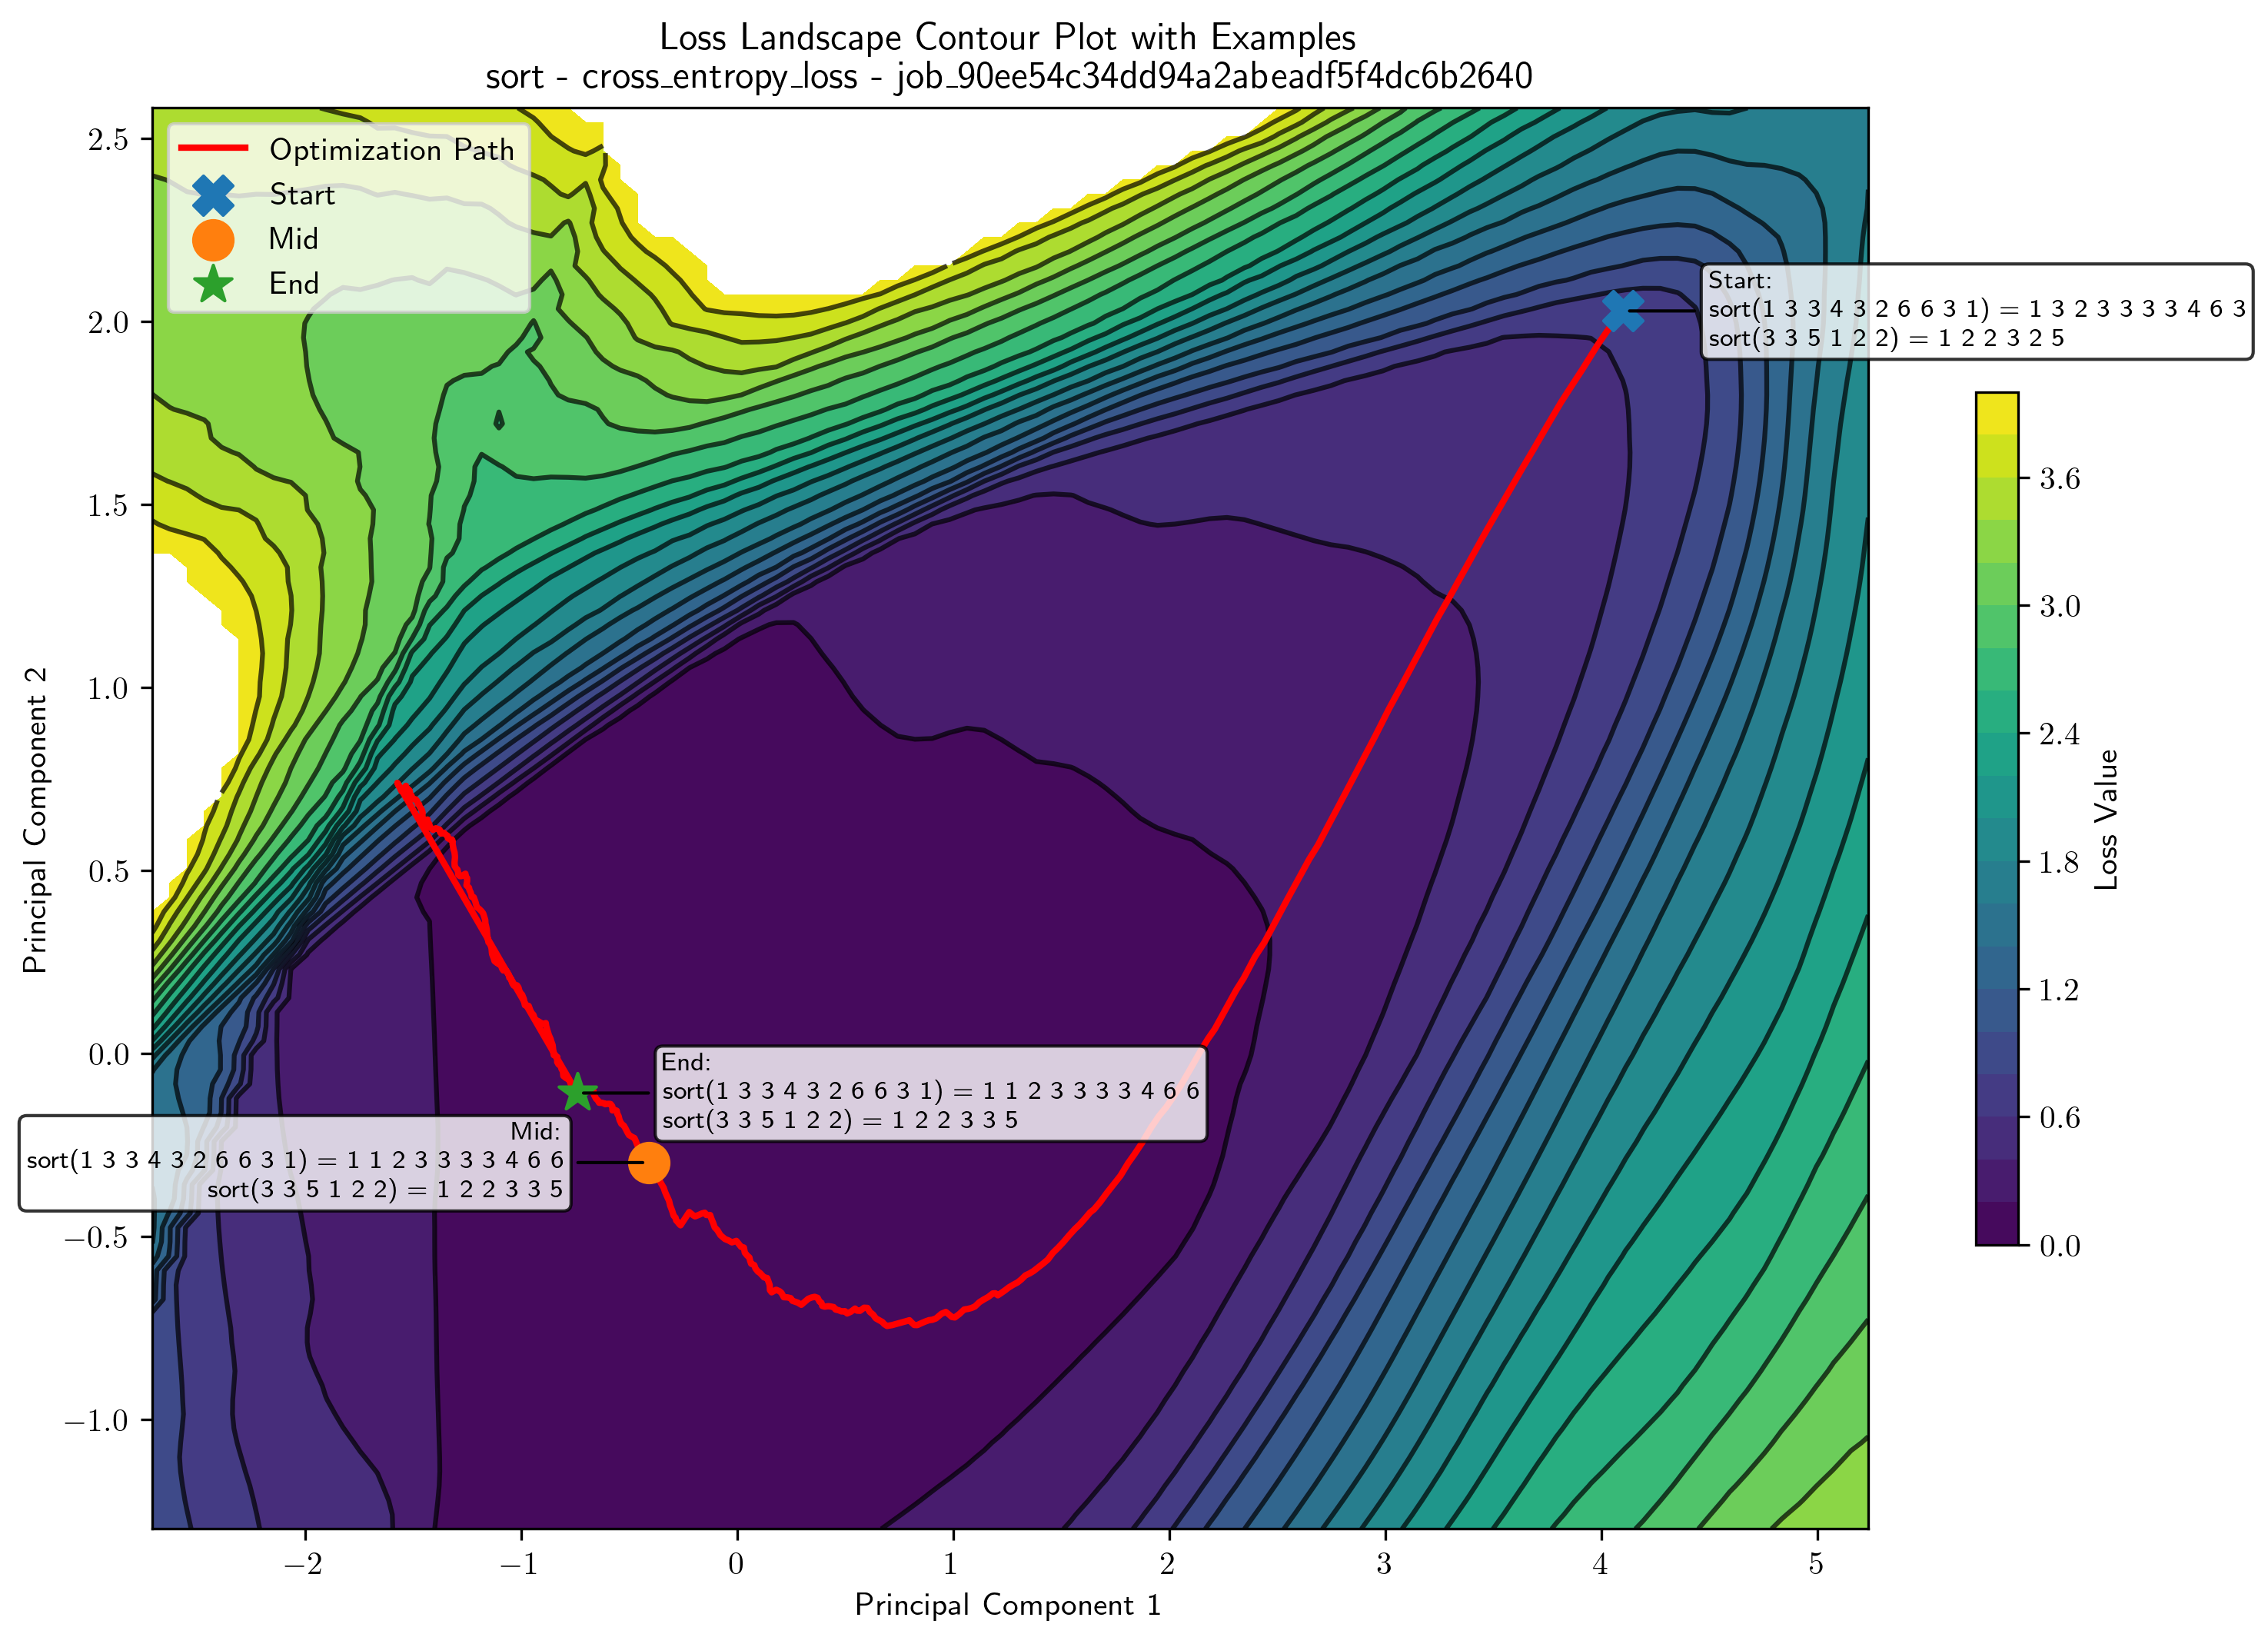 Loss Landscape Contour Plot with Examples
sort - cross_entropy_loss - job_90ee54c34dd94a2abeadf5f4dc6b2640
Optimization Path
Start
Mid
End
Start:
sort(1 3 3 4 3 2 6 6 3 1) = 1 3 2 3 3 3 3 4 6 3
sort(3 3 5 1 2 2) = 1 2 2 3 2 5
End:
sort(1 3 3 4 3 2 6 6 3 1) = 1 1 2 3 3 3 3 4 6 6
sort(3 3 5 1 2 2) = 1 2 2 3 3 5
Mid:
sort(1 3 3 4 3 2 6 6 3 1) = 1 1 2 3 3 3 3 4 6 6
sort(3 3 5 1 2 2) = 1 2 2 3 3 5
2.5
2.0
1.5
1.0
0.5
0.0
−0.5
−1.0
Principal Component 2
−2
−1
0
1
2
3
4
5
Principal Component 1
3.6
3.0
2.4
1.8
1.2
0.6
0.0
Loss Value